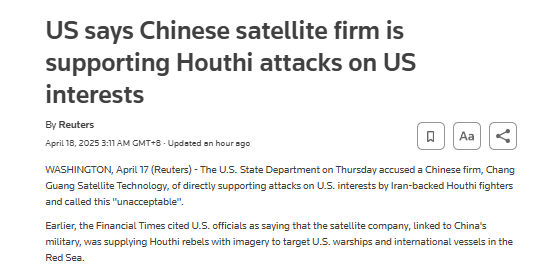 US says Chinese satellite firm is
supporting Houthi attacks on US
interests
By Reuters
April 18, 2025 3:11 AM GMT+8 · Updated an hour ago
Aa
WASHINGTON, April 17 (Reuters) - The U.S. State Department on Thursday accused a Chinese firm, Chang
Guang Satellite Technology, of directly supporting attacks on U.S. interests by Iran-backed Houthi fighters
and called this "unacceptable".
Earlier, the Financial Times cited U.S. officials as saying that the satellite company, linked to China's
military, was supplying Houthi rebels with imagery to target U.S. warships and international vessels in the
Red Sea.